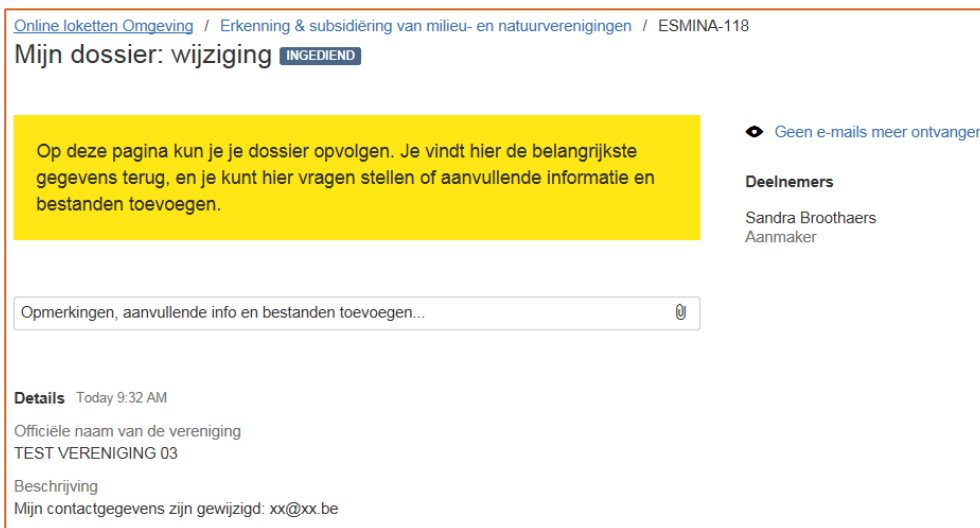 Online loketten Omgeving / Erkenning & subsidiëring van milieu- en natuurverenigingen / ESMINA-118
Mijn dossier: wijziging INGEDIEND
Op deze pagina kun je je dossier opvolgen. Je vindt hier de belangrijkste
gegevens terug, en je kunt hier vragen stellen of aanvullende informatie en
bestanden toevoegen.
Geen e-mails meer ontvangen
Deelnemers
Sandra Broothaers
Aanmaker
Opmerkingen, aanvullende info en bestanden toevoegen...
Details Today 9:32 AM
Officiële naam van de vereniging
TEST VERENIGING 03
Beschrijving
Mijn contactgegevens zijn gewijzigd: xx@xx.be